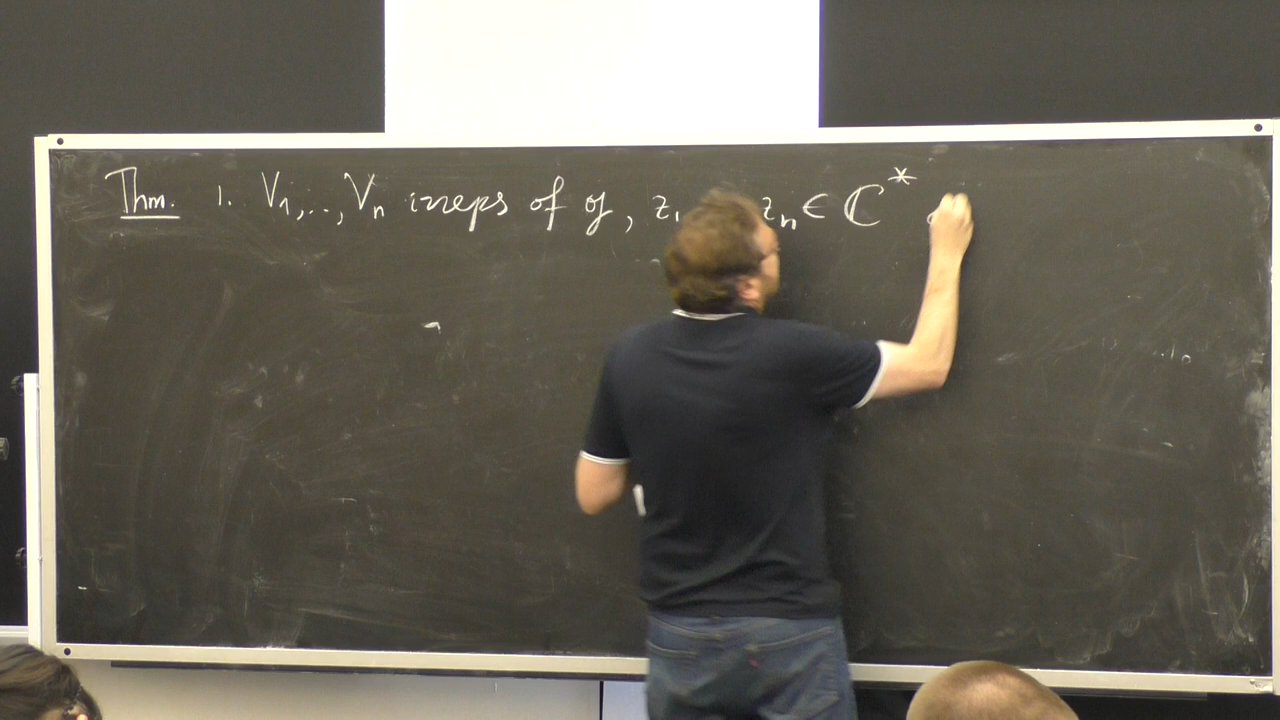 Thm. 1. V₁,..,Vₙ irreps of g, z₁ zₙ ∈ ℂ*